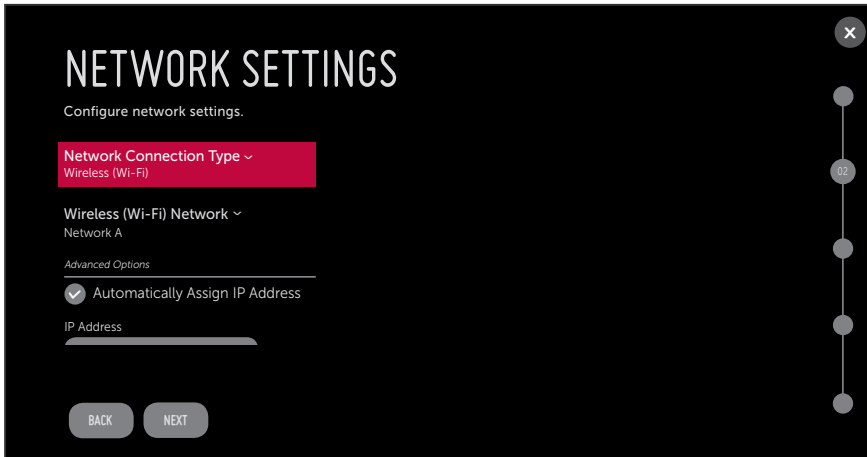 X
NETWORK SETTINGS
Configure network settings.
Network Connection Type
Wireless (Wi-Fi)
02
Wireless (Wi-Fi) Network
Network A
Advanced Options
Automatically Assign IP Address
IP Address
BACK NEXT